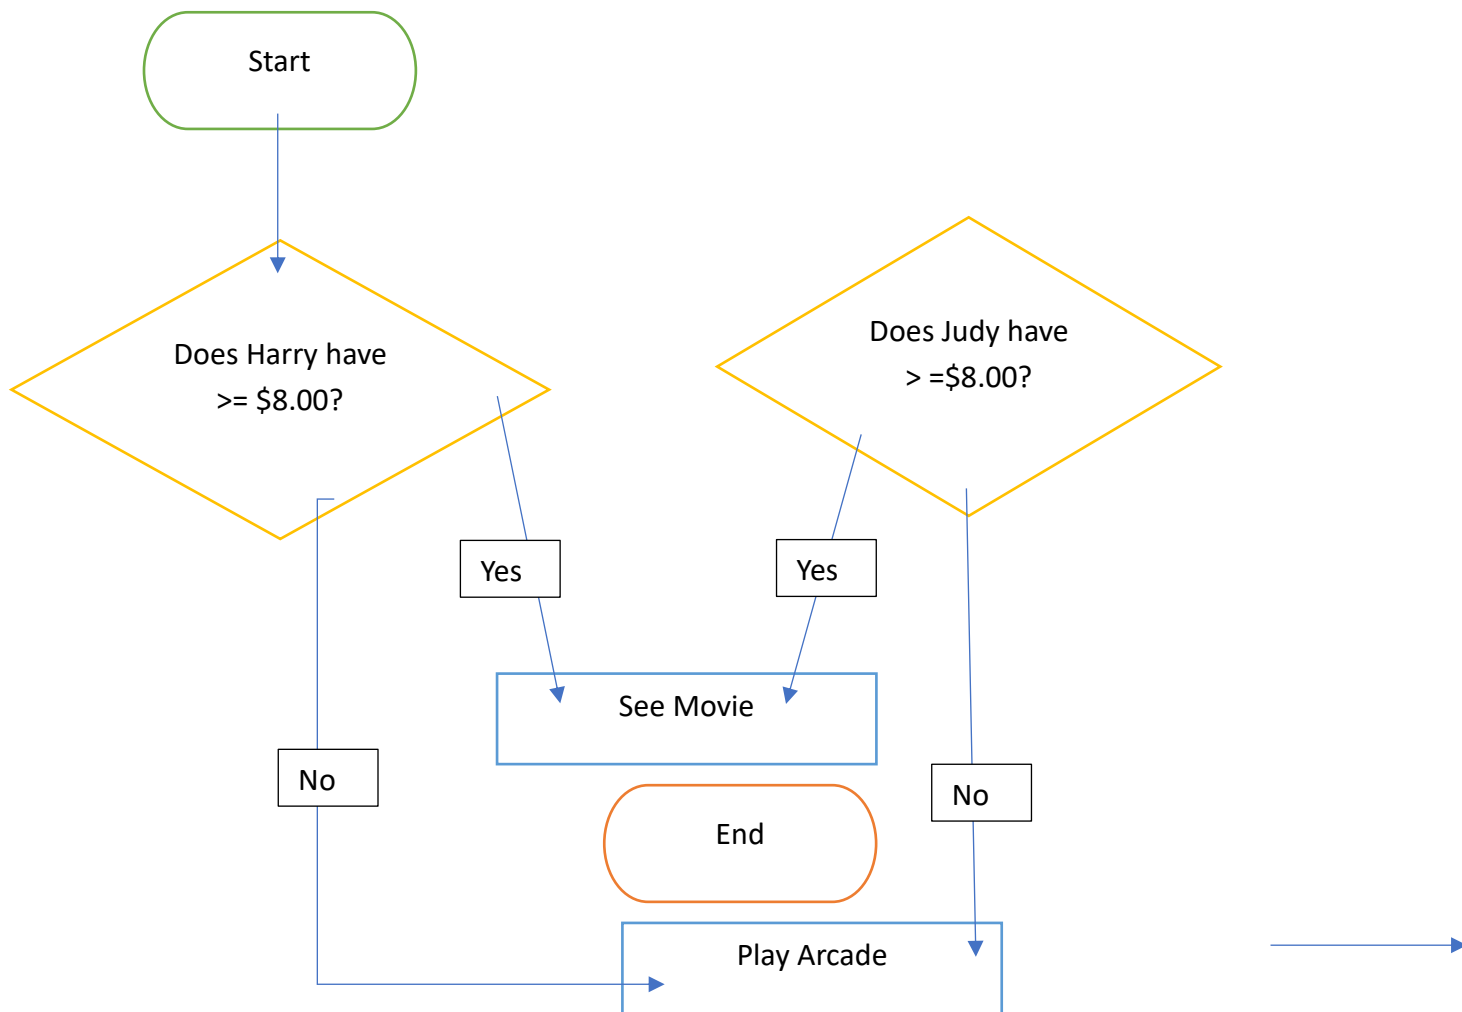 Start
Does Harry have
>= $8.00?
Does Judy have
> =$8.00?
Yes
Yes
See Movie
No
No
End
Play Arcade